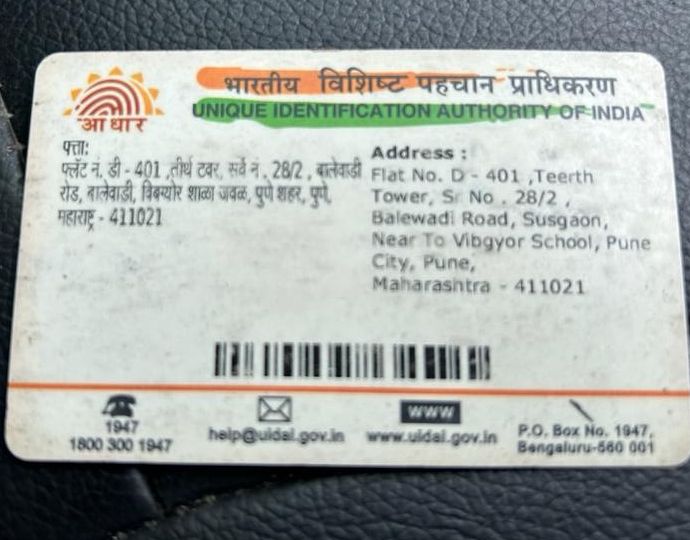 भारतीय विशिष्ट पहचान प्राधिकरण
UNIQUE IDENTIFICATION AUTHORITY OF INDIA
आधार
पत्ता:
फ्लॅट नं. डी - 401 ,तीर्थ टवर, सर्वे नं . 28/2 , बालेवाडी
रोड, बालेवाडी, विबग्योर शाळा जवळ, पुणे शहर, पुणे,
महाराष्ट्र - 411021
Address :
Flat No. D - 401 ,Teerth
Tower, Sr No . 28/2 ,
Balewadi Road, Susgaon,
Near To Vibgyor School, Pune
City, Pune,
Maharashtra - 411021
1947
1800 300 1947
help@uidai.gov.in
www
www.uidai.gov.in
P.O. Box No. 1947,
Bengaluru-560 001